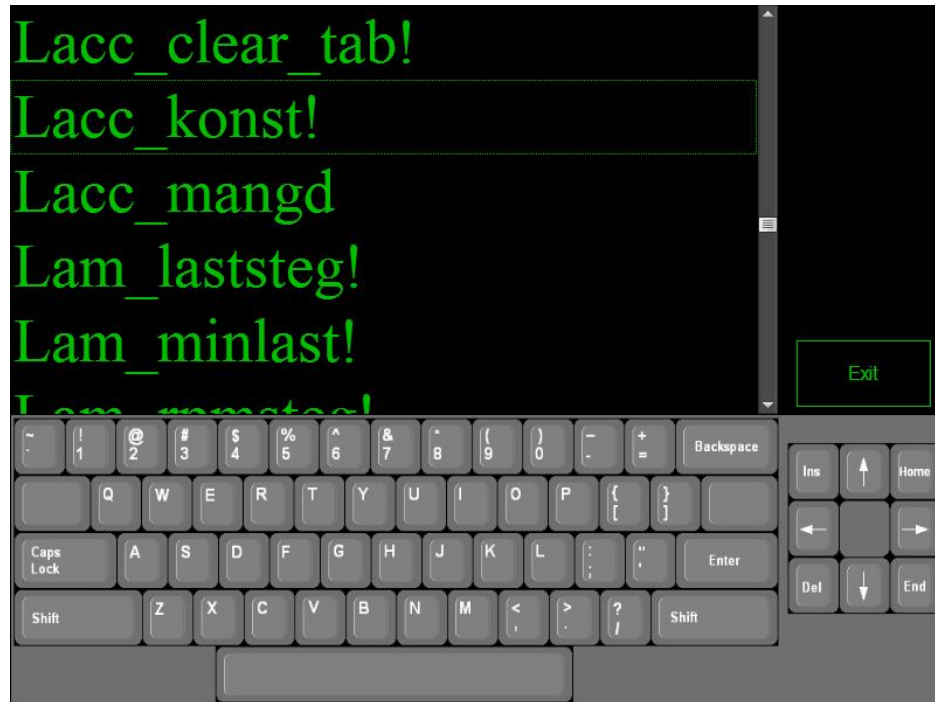 Lacc_clear_tab!
Lacc_konst!
Lacc_mangd
Lam_laststeg!
Lam_minlast!
Lam_rpmsteg!
Exit
~ ! @ # $ % ^ & * ( ) _ +
` 1 2 3 4 5 6 7 8 9 0 - = Backspace
Q W E R T Y U I O P { }
[ ]
Caps Lock A S D F G H J K L : " Enter
; '
Shift Z X C V B N M < > ? Shift
, . /
Ins Home
Del End